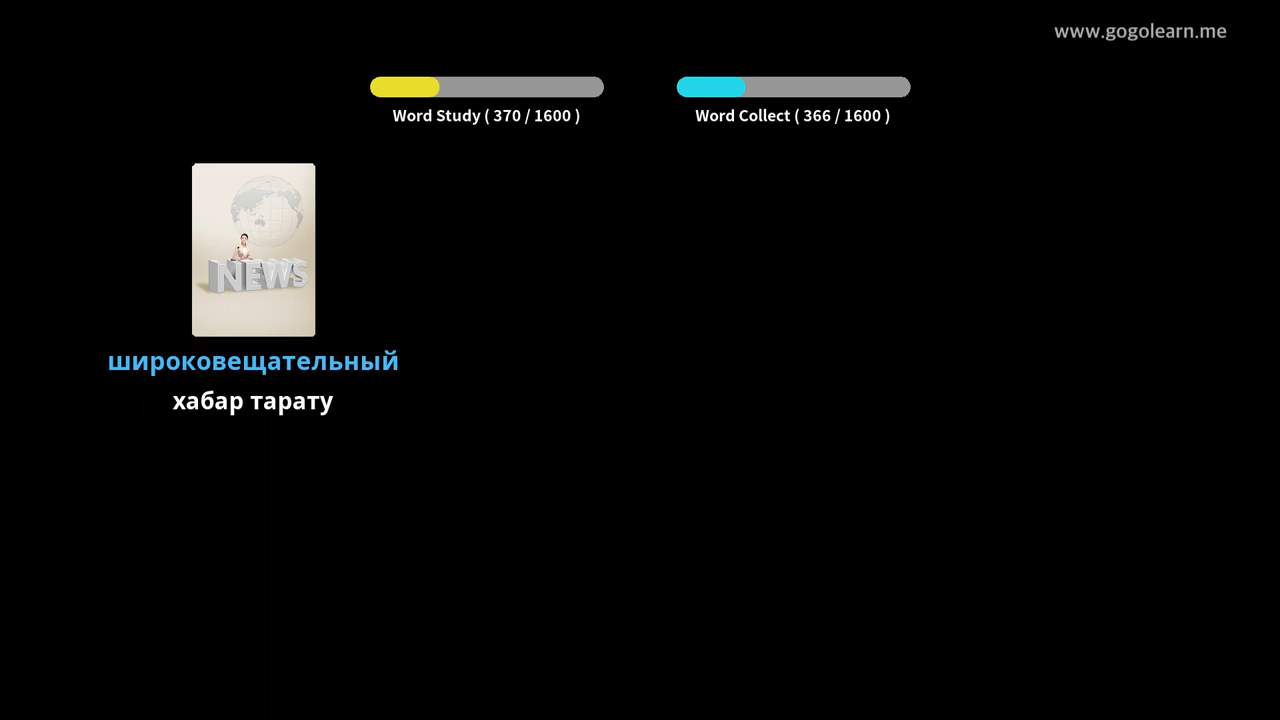 www.gogolearn.me
Word Study ( 370 / 1600 )
Word Collect ( 366 / 1600 )
NEWS
широковещательный
хабар тарату